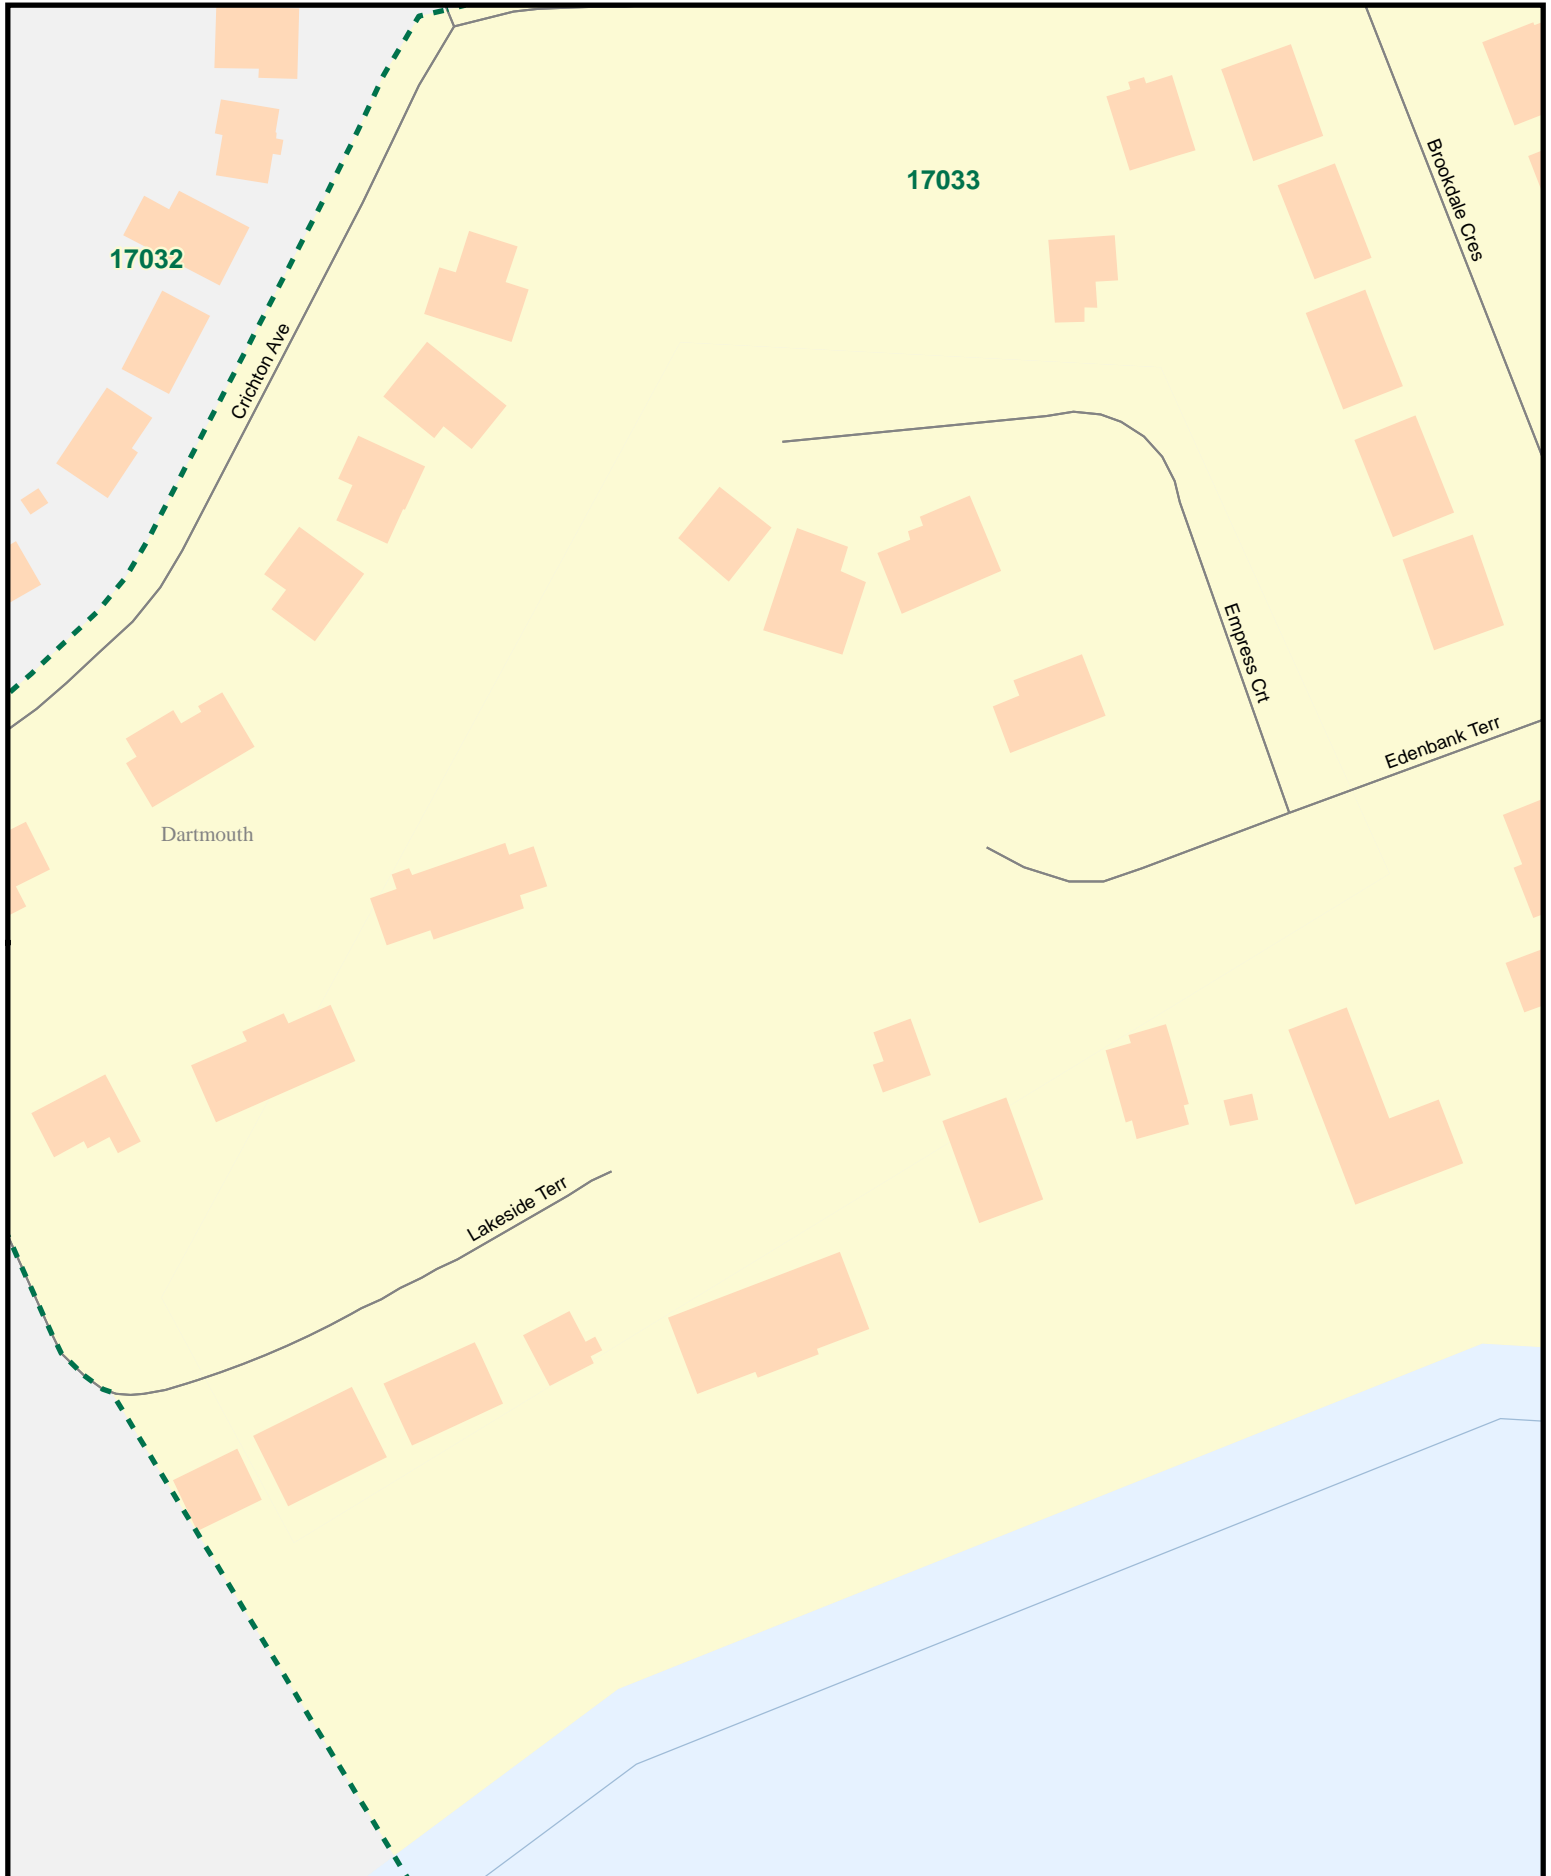 17033
Brookdale Cres
17032
Crichton Ave
Empress Crt
Edenbank Terr
Dartmouth
Lakeside Terr